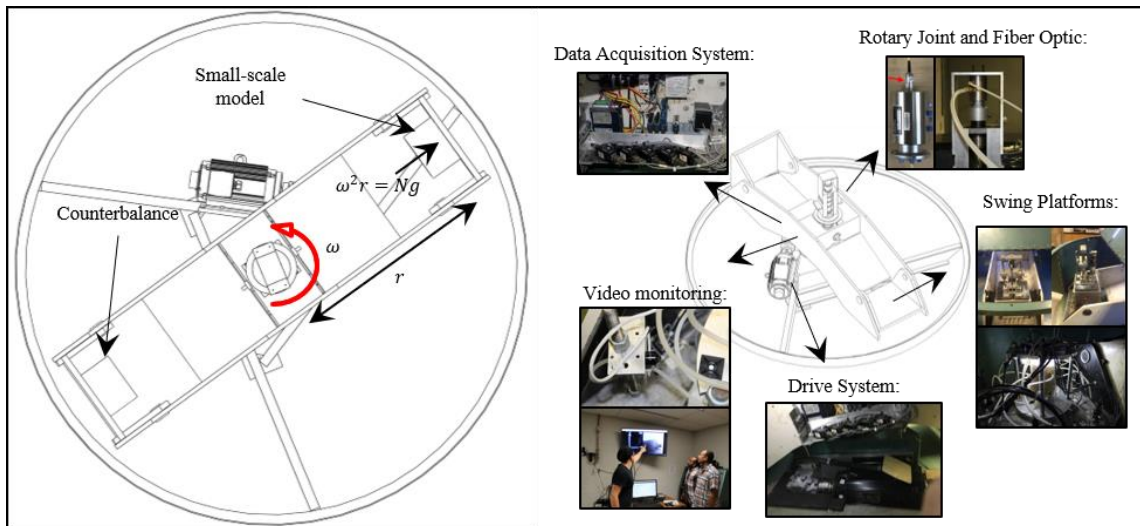 Small-scale
model
ω²r = Ng
Counterbalance
ω
r
Data Acquisition System:
Rotary Joint and Fiber Optic:
Swing Platforms:
Video monitoring:
Drive System: